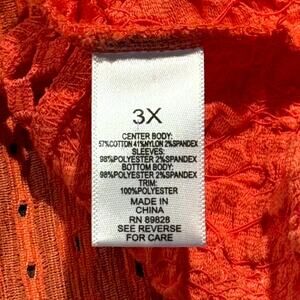 3X
CENTER BODY:
57%COTTON 41%NYLON 2%SPANDEX
SLEEVES:
98%POLYESTER 2%SPANDEX
BOTTOM BODY:
98%POLYESTER 2%SPANDEX
TRIM:
100%POLYESTER
MADE IN
CHINA
RN 89828
SEE REVERSE
FOR CARE